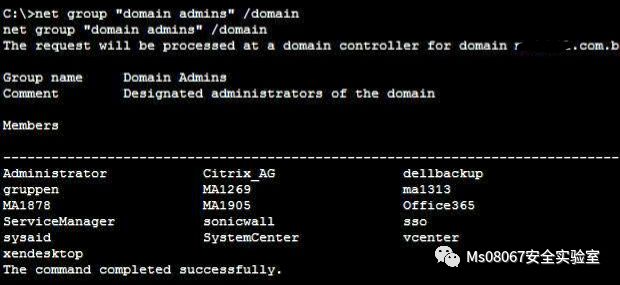 C:\>net group "domain admins" /domain
net group "domain admins" /domain
The request will be processed at a domain controller for domain .com.b
Group name Domain Admins
Comment Designated administrators of the domain
Members
-------------------------------------------------------------------------------
Administrator Citrix_AG dellbackup
gruppen MA1269 ma1313
MA1878 MA1905 Office365
ServiceManager sonicwall sso
sysaid SystemCenter vcenter
xendesktop
The command completed successfully.
Ms08067安全实验室